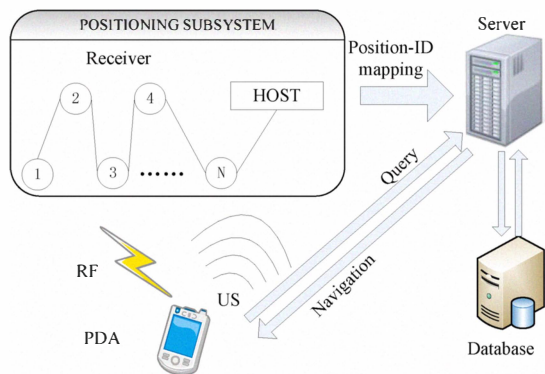 POSITIONING SUBSYSTEM
Receiver
2
4
HOST
1
3
......
N
Position-ID
mapping
Server
Query
Navigation
RF
US
PDA
Database